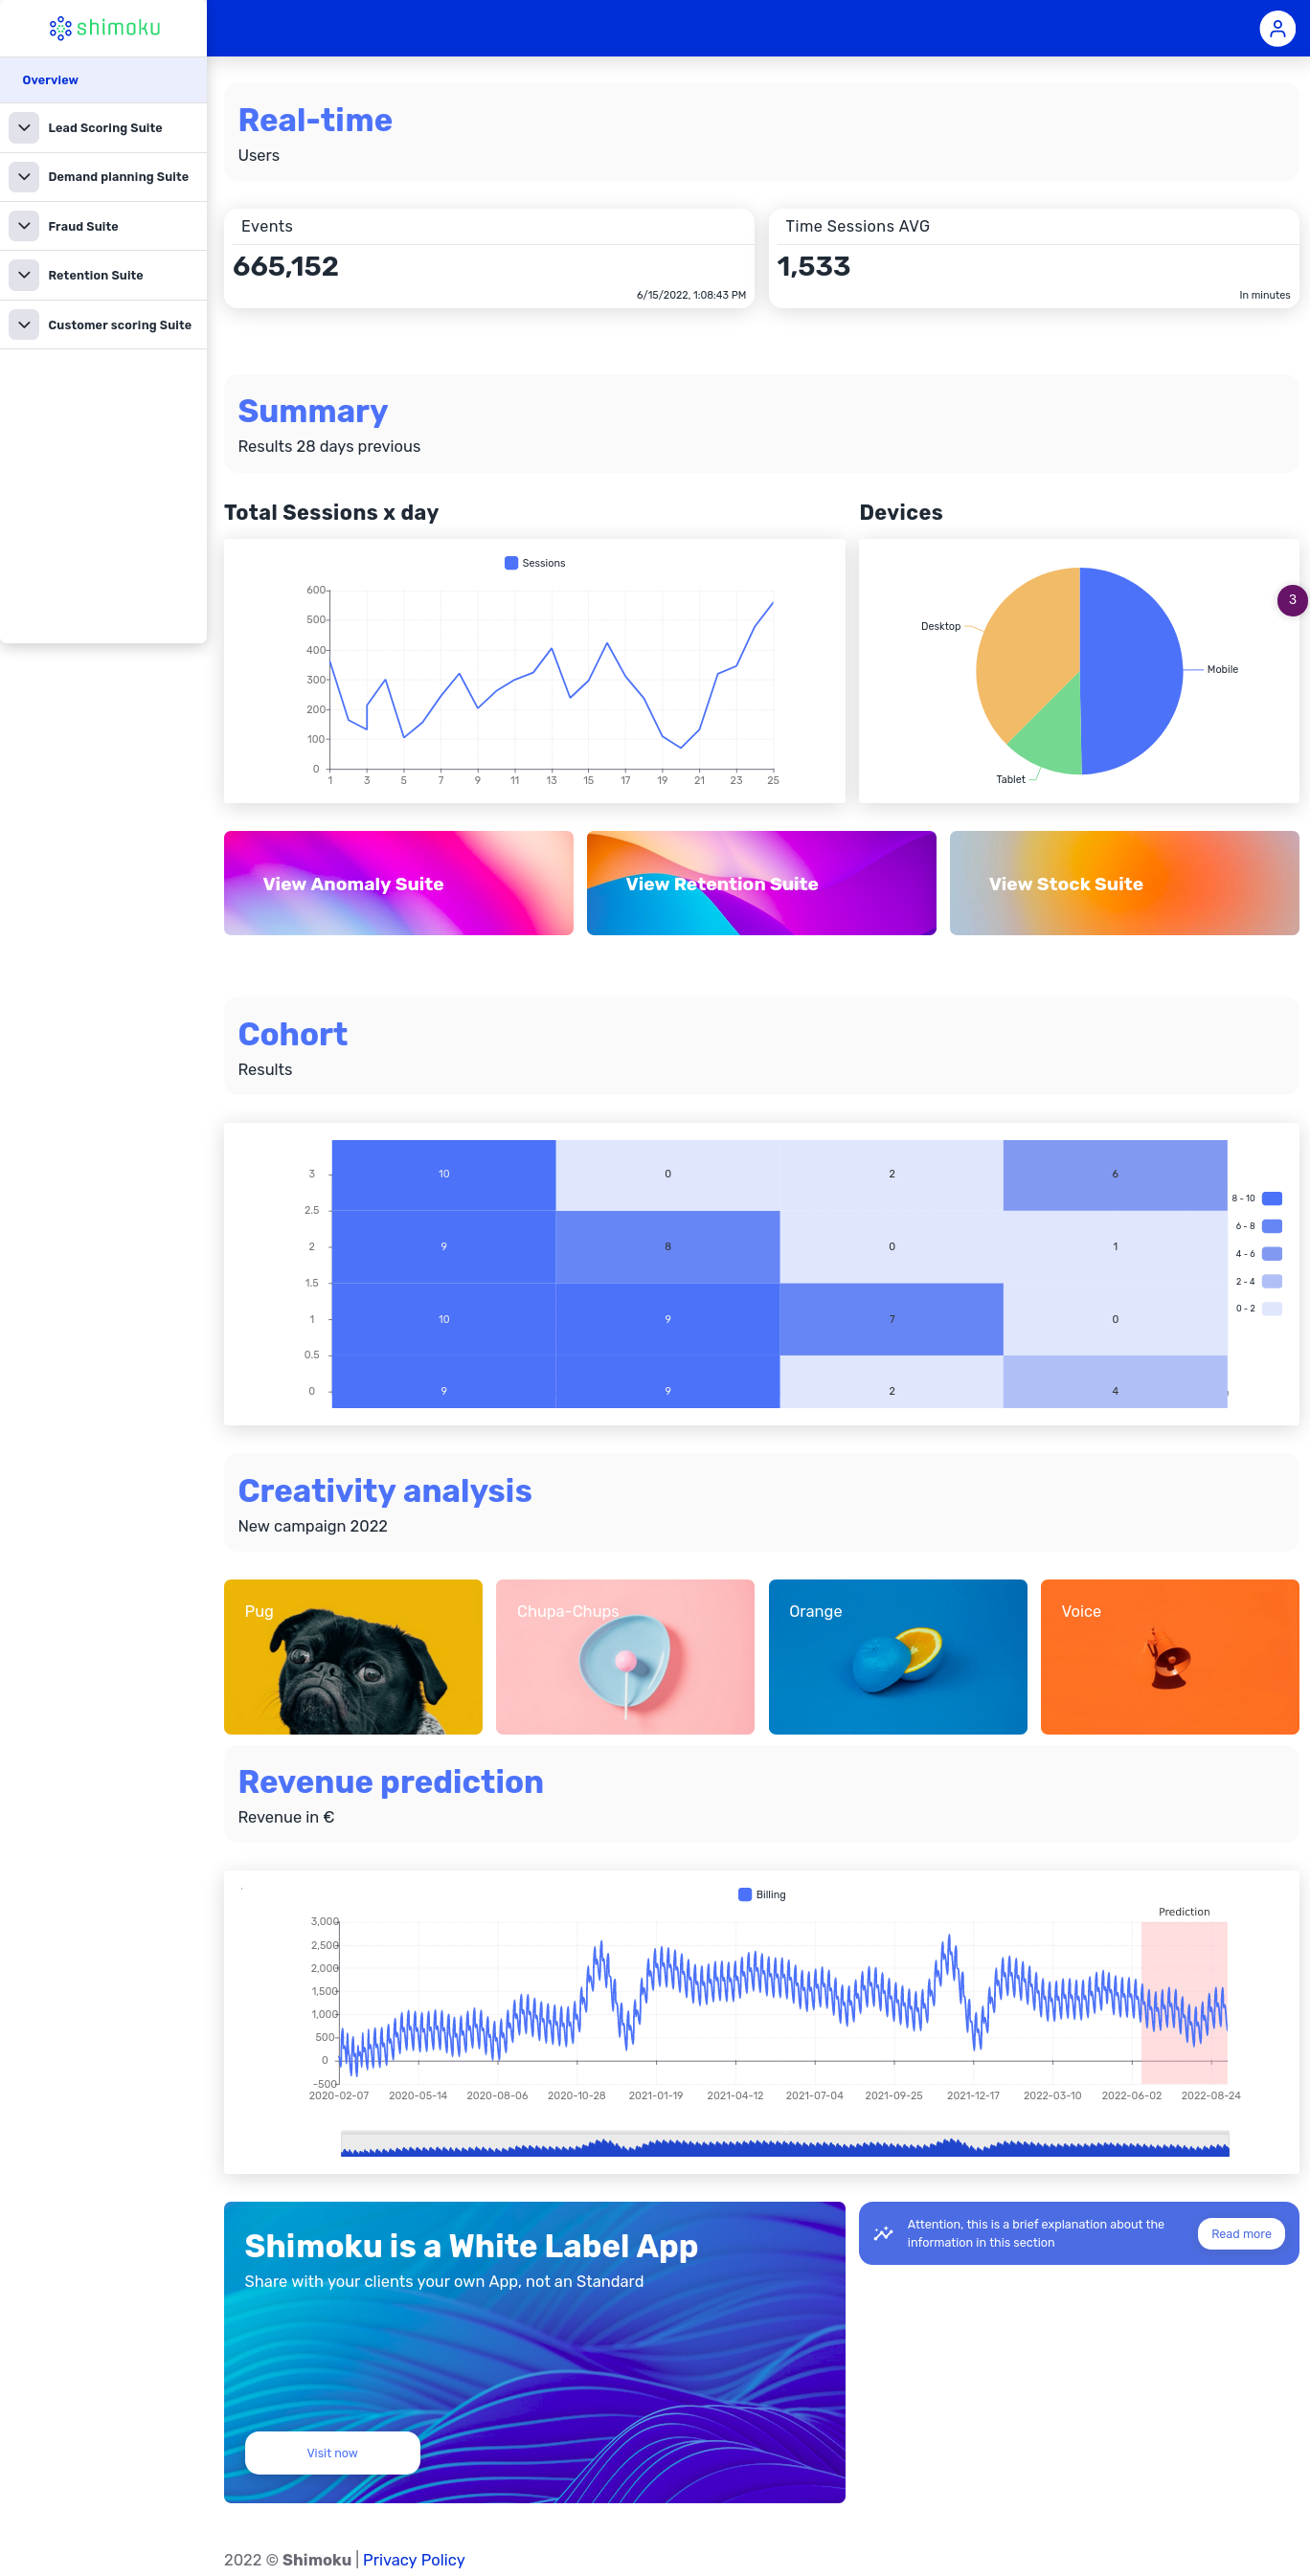 shimoku
Overview
Lead Scoring Suite
Demand planning Suite
Fraud Suite
Retention Suite
Customer scoring Suite
Real-time
Users
Events
665,152
6/15/2022, 1:08:43 PM
Time Sessions AVG
1,533
In minutes
Summary
Results 28 days previous
Total Sessions x day
Sessions
600
500
400
300
200
100
0
1 3 5 7 9 11 13 15 17 19 21 23 25
Devices
Desktop
Mobile
Tablet
3
View Anomaly Suite
View Retention Suite
View Stock Suite
Cohort
Results
3 10 0 2 6
2.5
2 9 8 0 1
1.5
1 10 9 7 0
0.5
0 9 9 2 4
8 - 10
6 - 8
4 - 6
2 - 4
0 - 2
Creativity analysis
New campaign 2022
Pug
Chupa-Chups
Orange
Voice
Revenue prediction
Revenue in €
Billing
Prediction
3,000
2,500
2,000
1,500
1,000
500
0
-500
2020-02-07 2020-05-14 2020-08-06 2020-10-28 2021-01-19 2021-04-12 2021-07-04 2021-09-25 2021-12-17 2022-03-10 2022-06-02 2022-08-24
Shimoku is a White Label App
Share with your clients your own App, not an Standard
Visit now
Attention, this is a brief explanation about the
information in this section
Read more
2022 © Shimoku | Privacy Policy